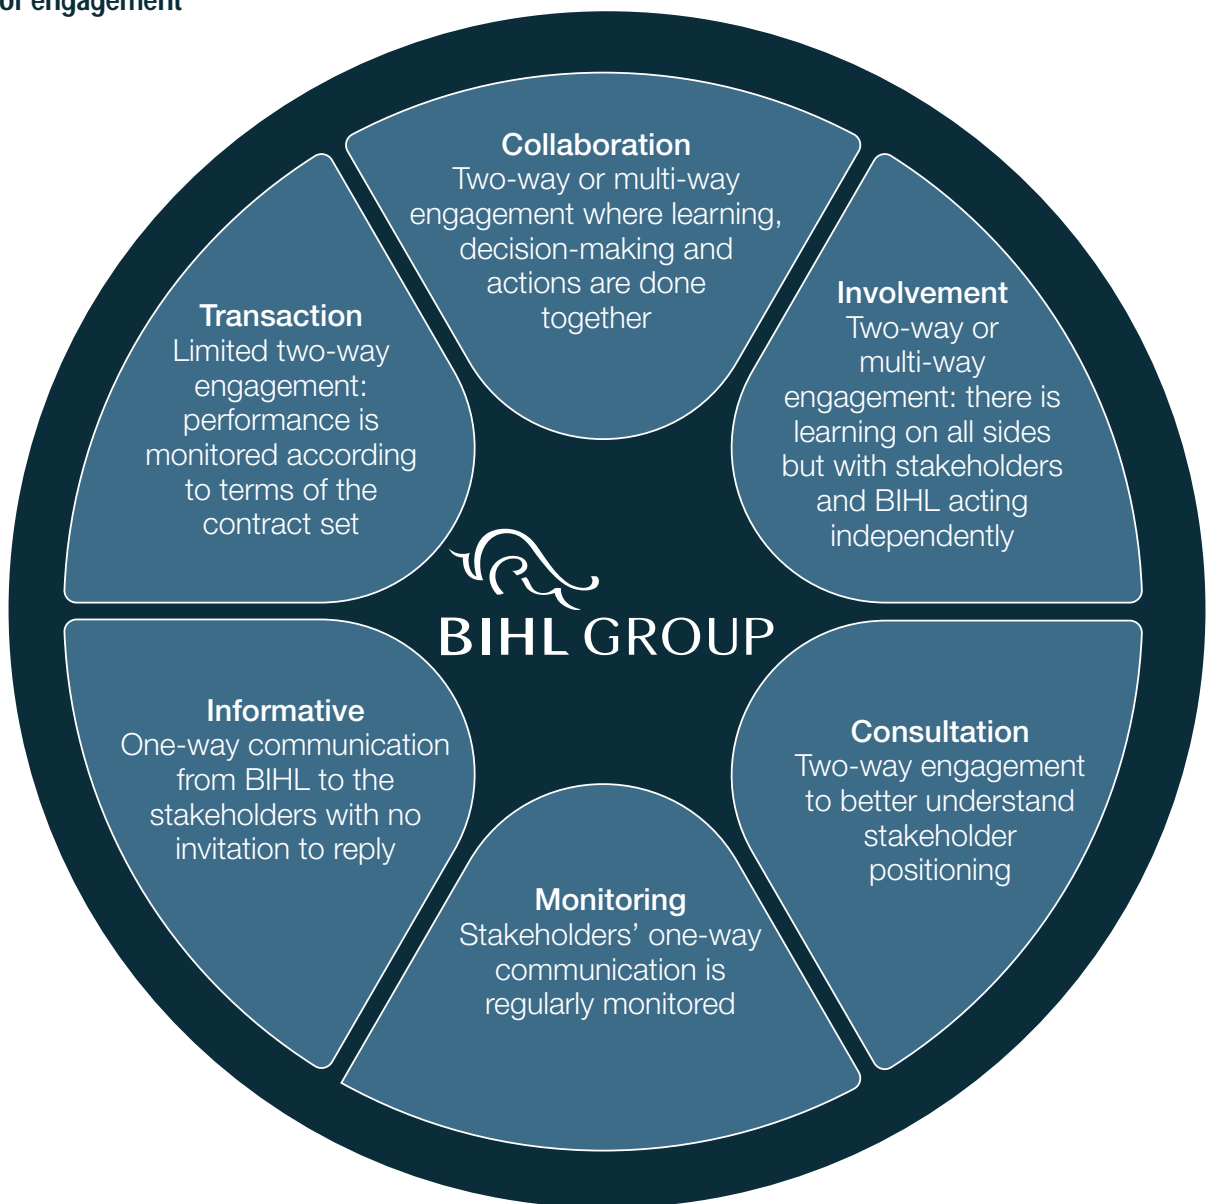 of engagement
Collaboration
Two-way or multi-way
engagement where learning,
decision-making and
actions are done
together
Involvement
Two-way or
multi-way
engagement: there is
learning on all sides
but with stakeholders
and BIHL acting
independently
Transaction
Limited two-way
engagement:
performance is
monitored according
to terms of the
contract set
BIHL GROUP
Informative
One-way communication
from BIHL to the
stakeholders with no
invitation to reply
Consultation
Two-way engagement
to better understand
stakeholder
positioning
Monitoring
Stakeholders’ one-way
communication is
regularly monitored